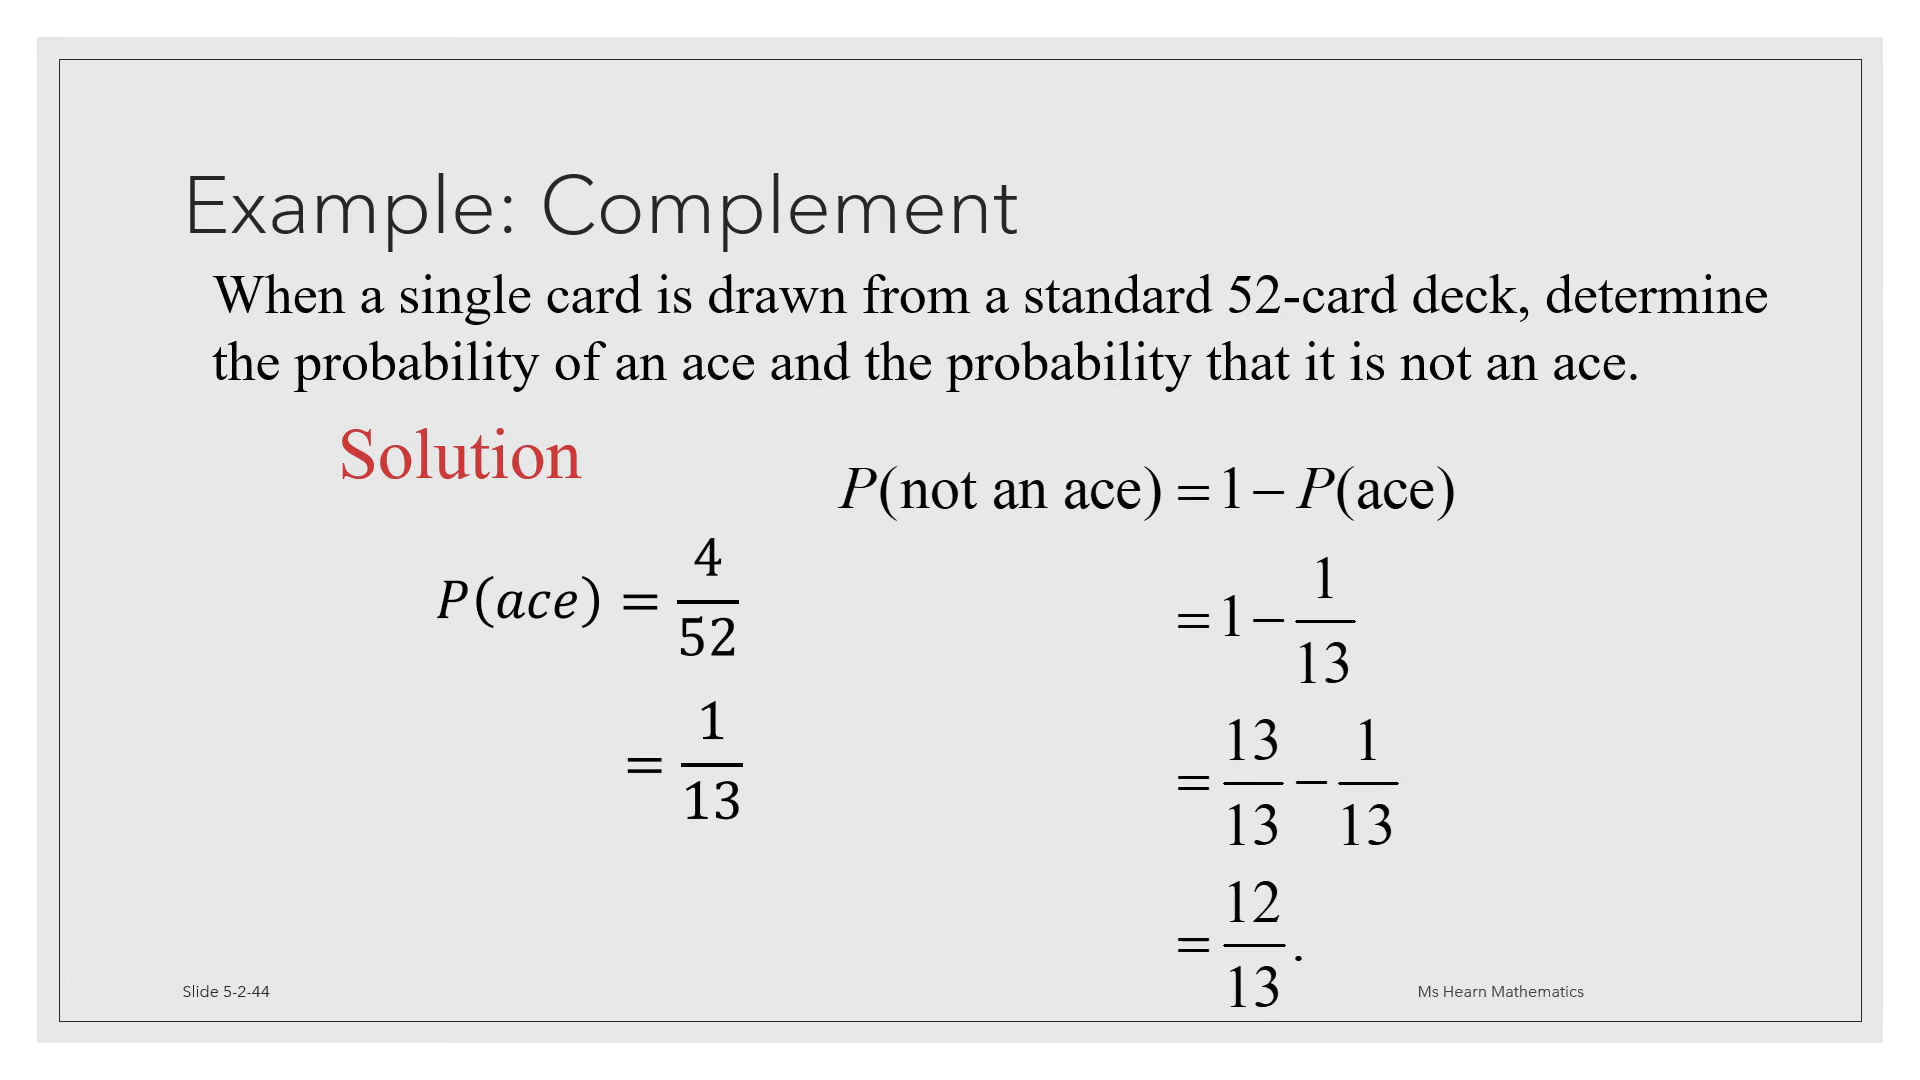 Example: Complement
When a single card is drawn from a standard 52-card deck, determine
the probability of an ace and the probability that it is not an ace.
Solution
P(ace) = 4/52
= 1/13
P(not an ace) = 1 − P(ace)
= 1 − 1/13
= 13/13 − 1/13
= 12/13.
Slide 5-2-44
Ms Hearn Mathematics